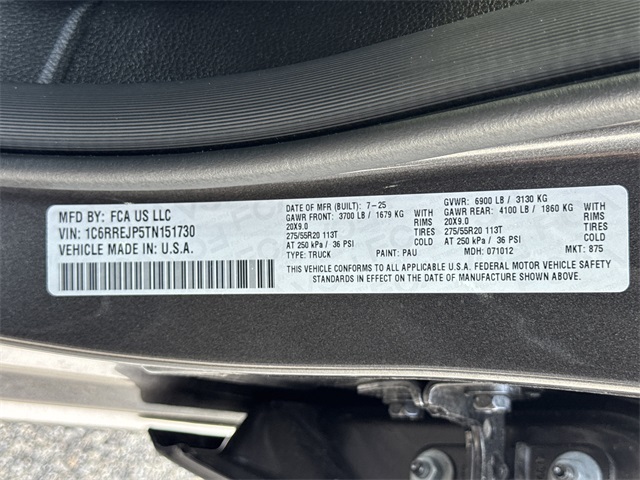 MFD BY: FCA US LLC
VIN: 1C6RREJP5TN151730
VEHICLE MADE IN U.S.A.
DATE OF MFR (BUILT): 7-25
GAWR FRONT: 3700 LB / 1679 KG WITH
20X9.0 RIMS
275/55R20 113T TIRES
AT 250 kPa / 36 PSI COLD
TYPE: TRUCK PAINT: PAU
GVWR: 6900 LB / 3130 KG
GAWR REAR: 4100 LB / 1860 KG WITH
20X9.0 RIMS
275/55R20 113T TIRES
AT 250 kPa / 36 PSI COLD
MDH: 071012 MKT: 875
THIS VEHICLE CONFORMS TO ALL APPLICABLE U.S.A. FEDERAL MOTOR VEHICLE SAFETY
STANDARDS IN EFFECT ON THE DATE OF MANUFACTURE SHOWN ABOVE.